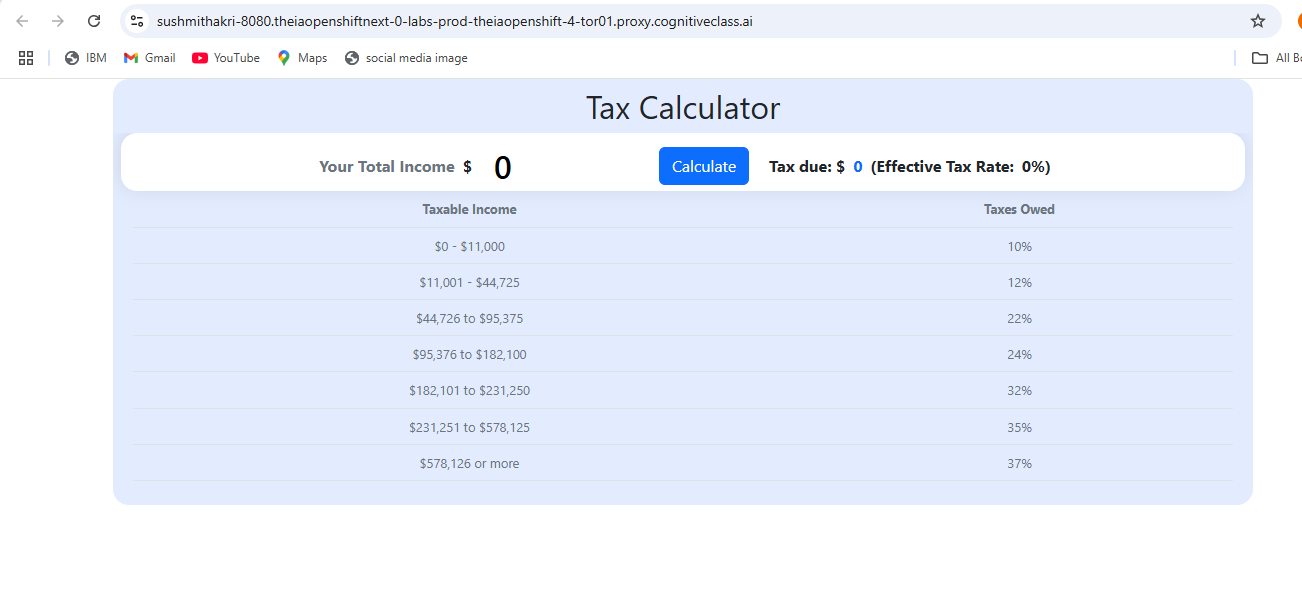 sushmithakri-8080.theiaopenshiftnext-0-labs-prod-theiaopenshift-4-tor01.proxy.cognitiveclass.ai
IBM Gmail YouTube Maps social media image All
Tax Calculator
Your Total Income $ 0 Calculate Tax due: $ 0 (Effective Tax Rate: 0%)
Taxable Income Taxes Owed
$0 - $11,000 10%
$11,001 - $44,725 12%
$44,726 to $95,375 22%
$95,376 to $182,100 24%
$182,101 to $231,250 32%
$231,251 to $578,125 35%
$578,126 or more 37%